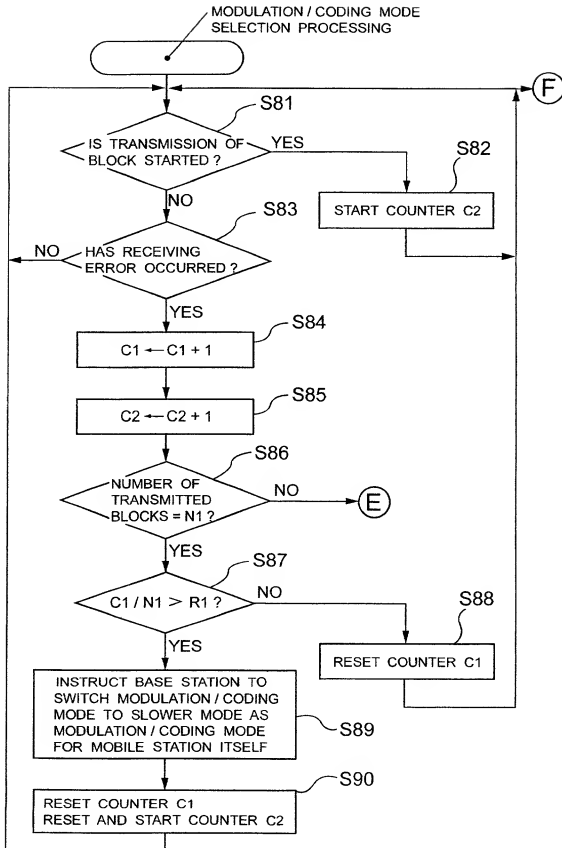 MODULATION / CODING MODE
SELECTION PROCESSING
F
S81
IS TRANSMISSION OF
BLOCK STARTED ?
YES
S82
START COUNTER C2
NO
S83
NO
HAS RECEIVING
ERROR OCCURRED ?
YES
S84
C1 ← C1 + 1
S85
C2 ← C2 + 1
S86
NUMBER OF
TRANSMITTED
BLOCKS = N1 ?
NO
E
YES
S87
C1 / N1 > R1 ?
NO
S88
RESET COUNTER C1
YES
INSTRUCT BASE STATION TO
SWITCH MODULATION / CODING
MODE TO SLOWER MODE AS
MODULATION / CODING MODE
FOR MOBILE STATION ITSELF
S89
S90
RESET COUNTER C1
RESET AND START COUNTER C2